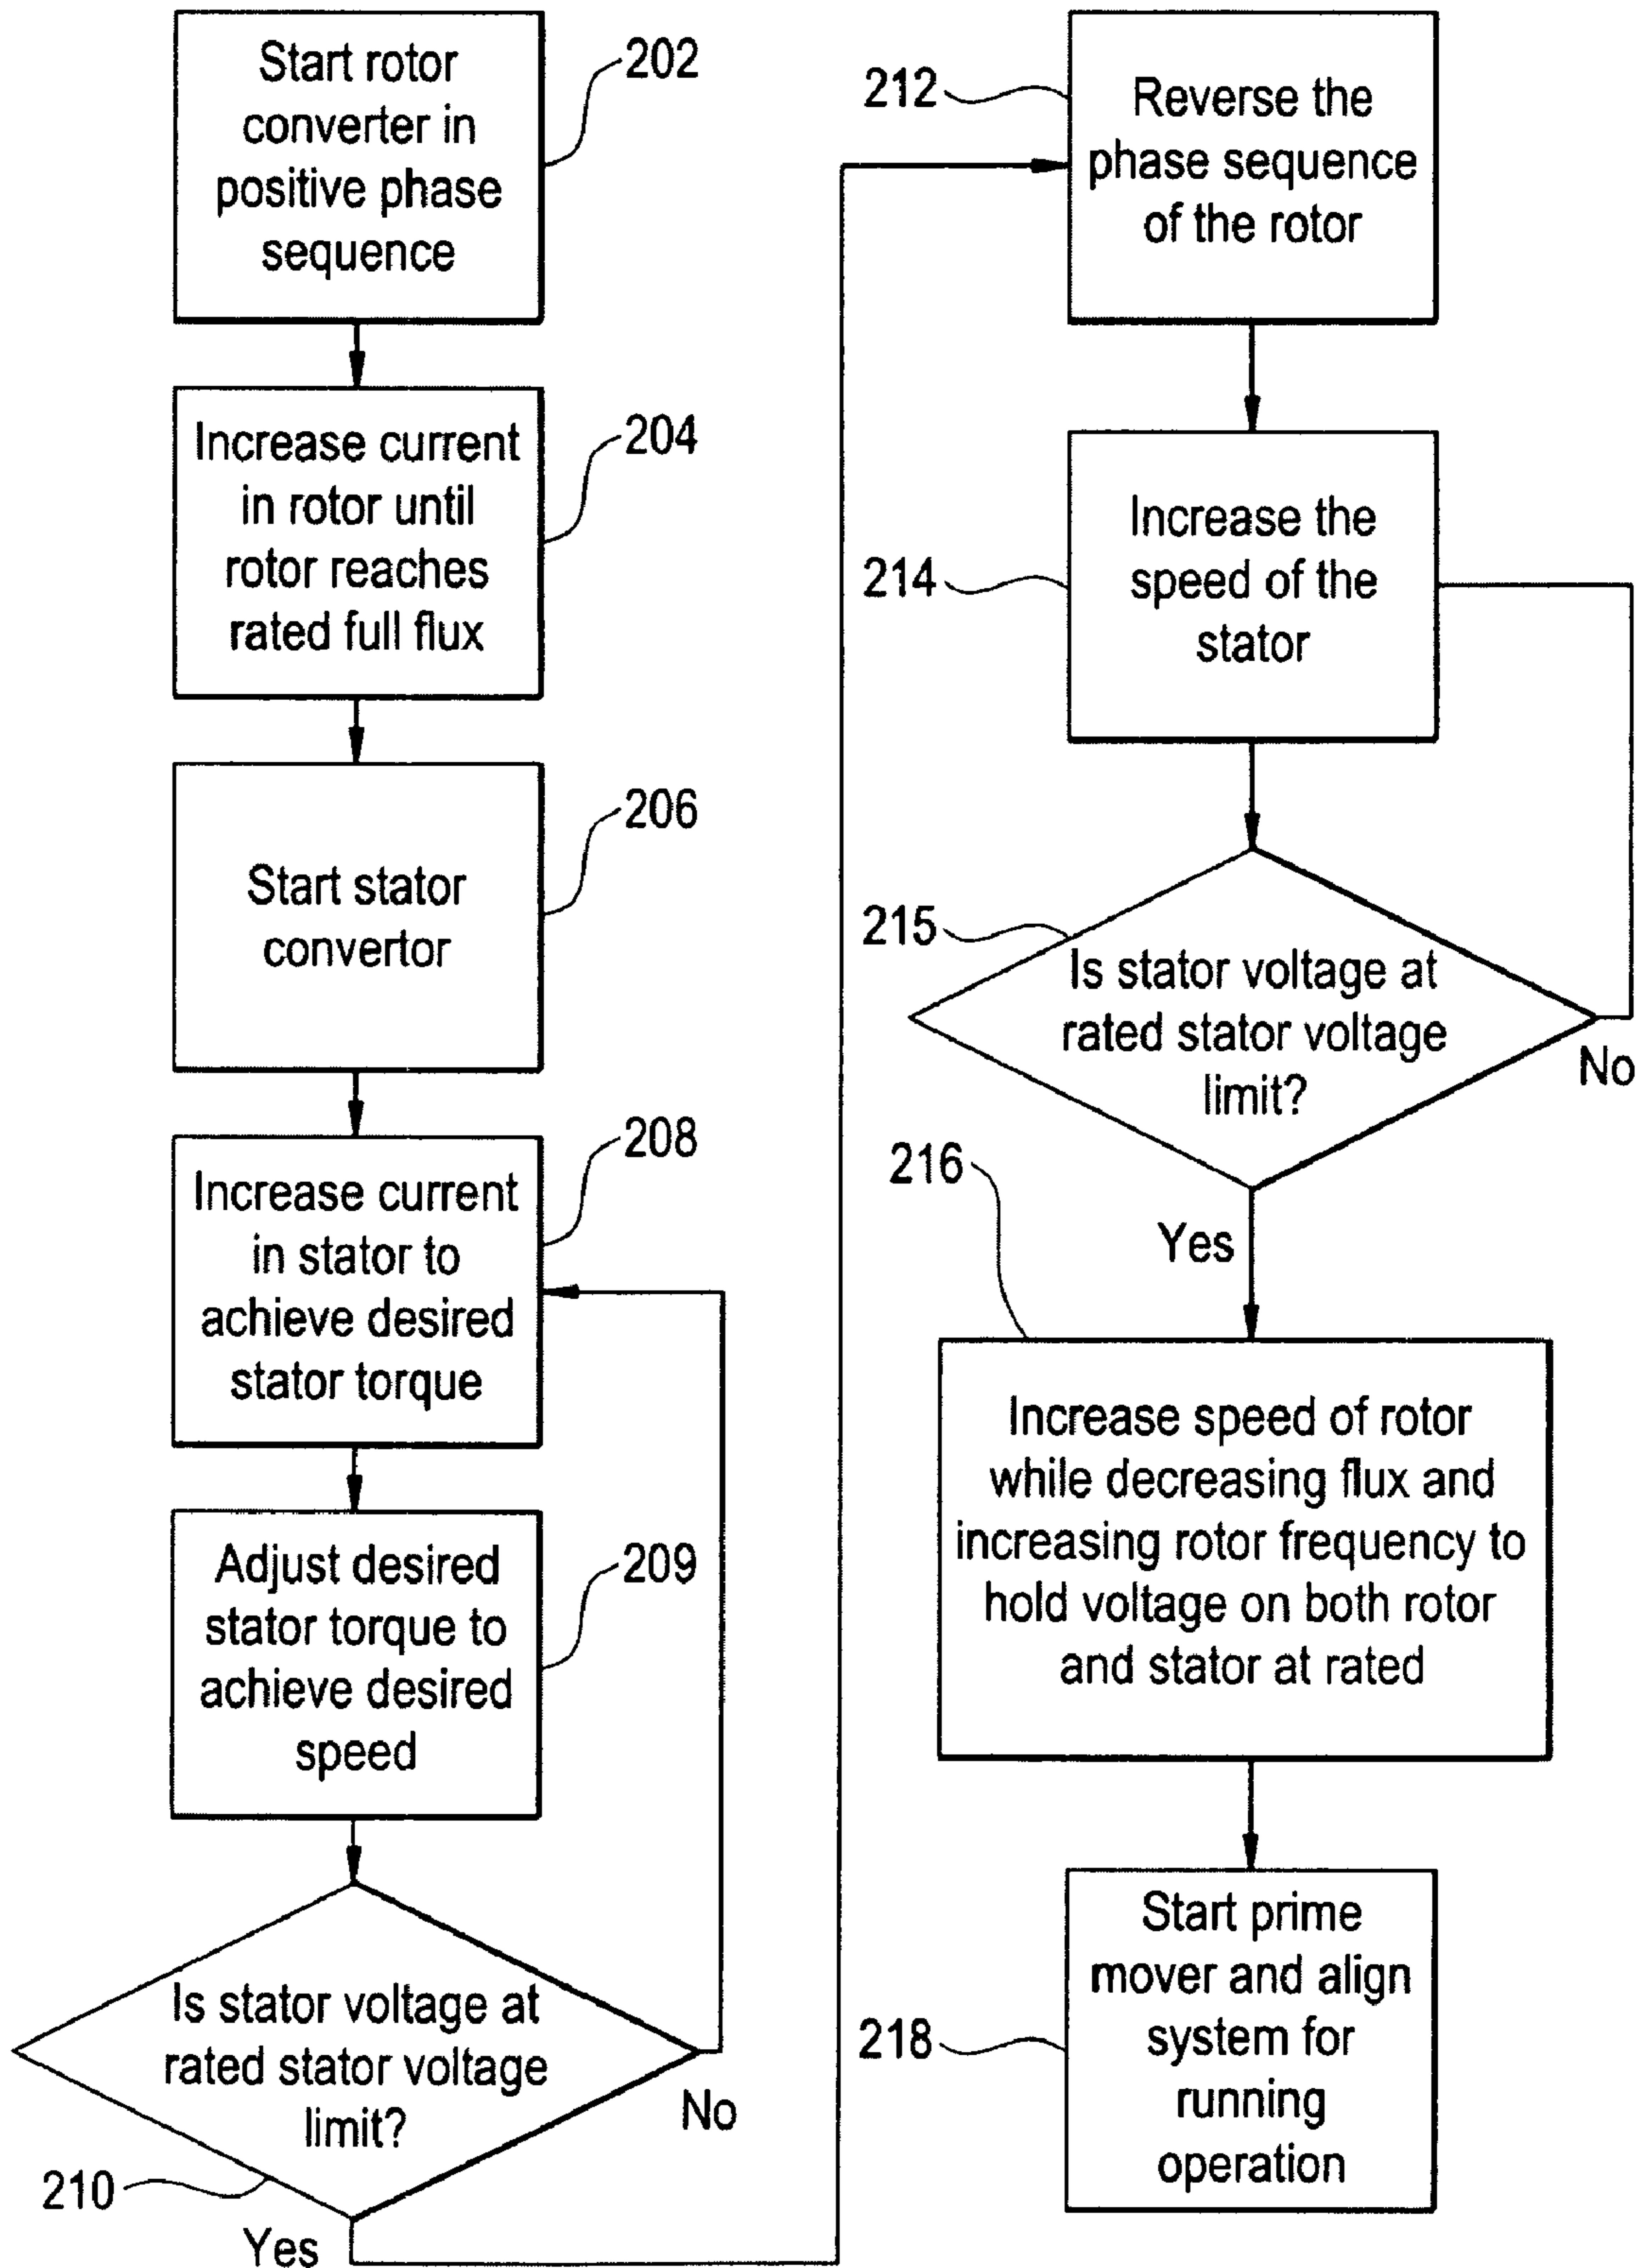 Start rotor
converter in
positive phase
sequence
202
Increase current
in rotor until
rotor reaches
rated full flux
204
Start stator
convertor
206
Increase current
in stator to
achieve desired
stator torque
208
Adjust desired
stator torque to
achieve desired
speed
209
Is stator voltage at
rated stator voltage
limit?
No
210
Yes
212
Reverse the
phase sequence
of the rotor
214
Increase the
speed of the
stator
215
Is stator voltage at
rated stator voltage
limit?
No
216
Yes
Increase speed of rotor
while decreasing flux and
increasing rotor frequency to
hold voltage on both rotor
and stator at rated
218
Start prime
mover and align
system for
running
operation